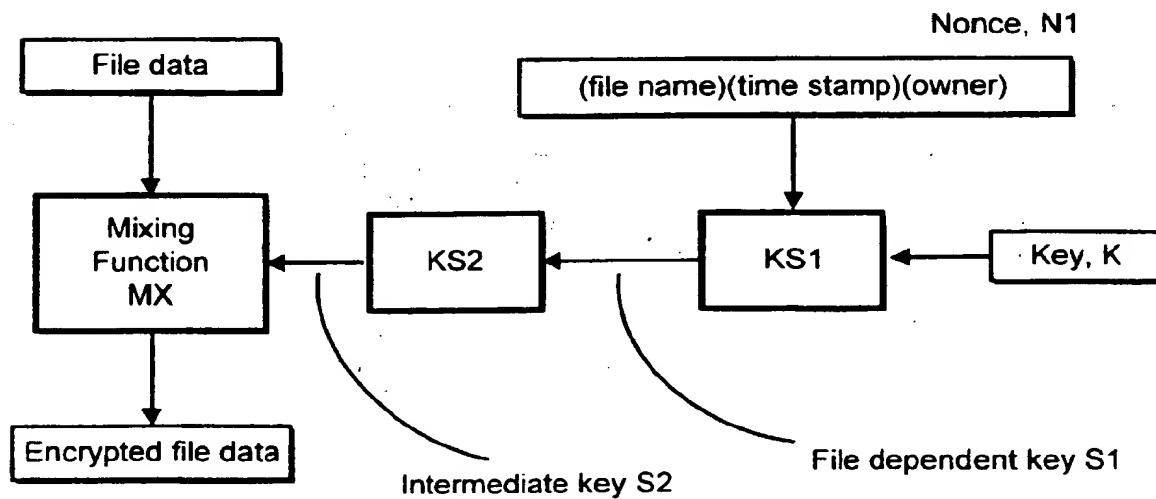 Nonce, N1
File data
(file name)(time stamp)(owner)
Mixing
Function
MX
KS2
KS1
Key, K
Encrypted file data
Intermediate key S2
File dependent key S1